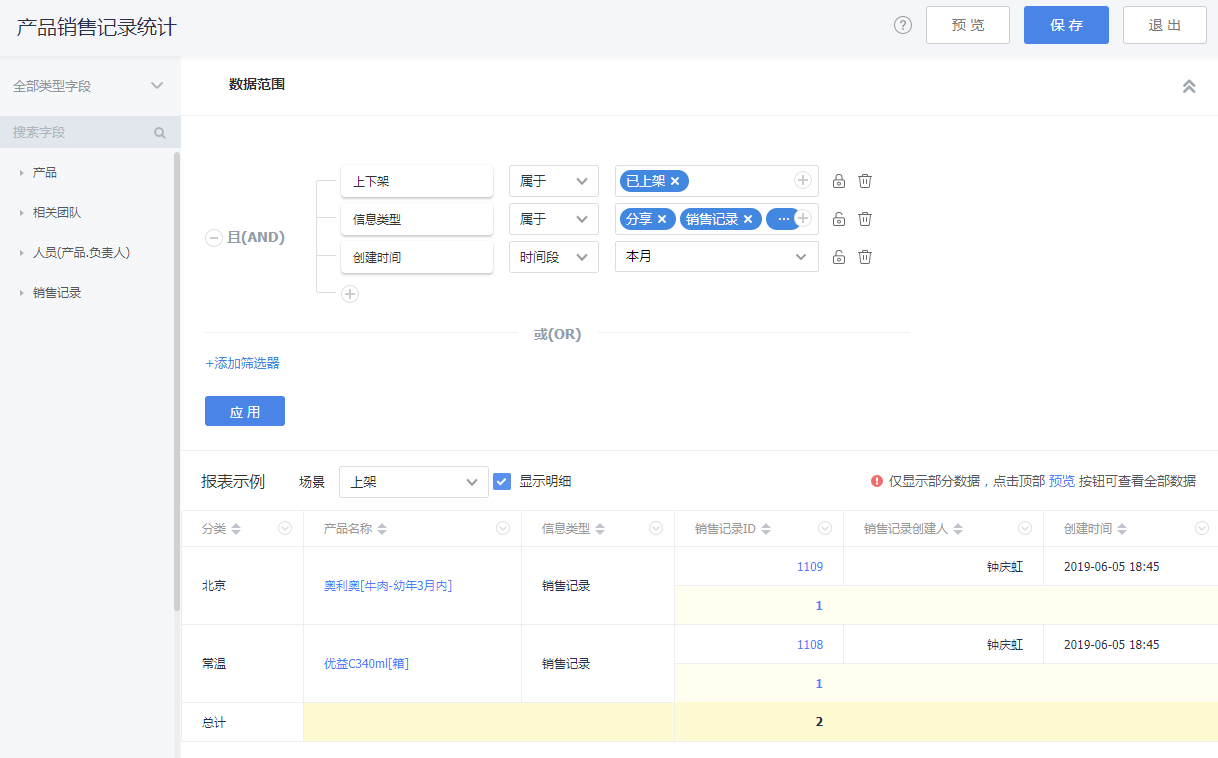 产品销售记录统计
预 览
保 存
退 出
全部类型字段
数据范围
搜索字段
产品
相关团队
人员(产品.负责人)
销售记录
且(AND)
上下架 属于 已上架
信息类型 属于 分享 销售记录 ...
创建时间 时间段 本月
或(OR)
+添加筛选器
应 用
报表示例 场景 上架 显示明细 仅显示部分数据，点击顶部 预览 按钮可查看全部数据
分类 产品名称 信息类型 销售记录ID 销售记录创建人 创建时间
北京 奥利奥[牛肉-幼年3月内] 销售记录 1109 钟庆虹 2019-06-05 18:45
1
常温 优益C340ml[箱] 销售记录 1108 钟庆虹 2019-06-05 18:45
1
总计 2